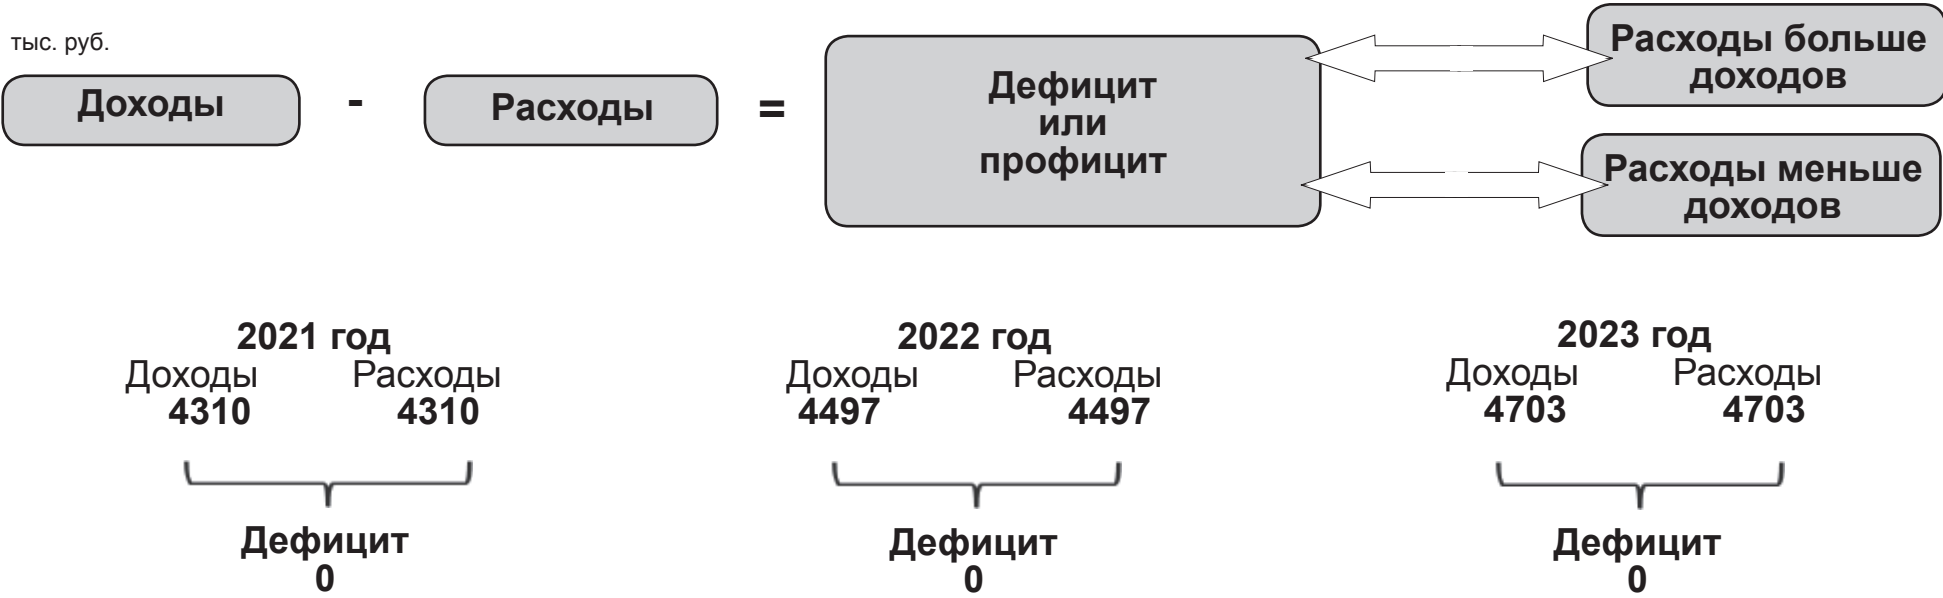 тыс. руб.
Доходы - Расходы =
Дефицит
или
профицит
Расходы больше
доходов
Расходы меньше
доходов
2021 год
Доходы Расходы
4310 4310
Дефицит
0
2022 год
Доходы Расходы
4497 4497
Дефицит
0
2023 год
Доходы Расходы
4703 4703
Дефицит
0